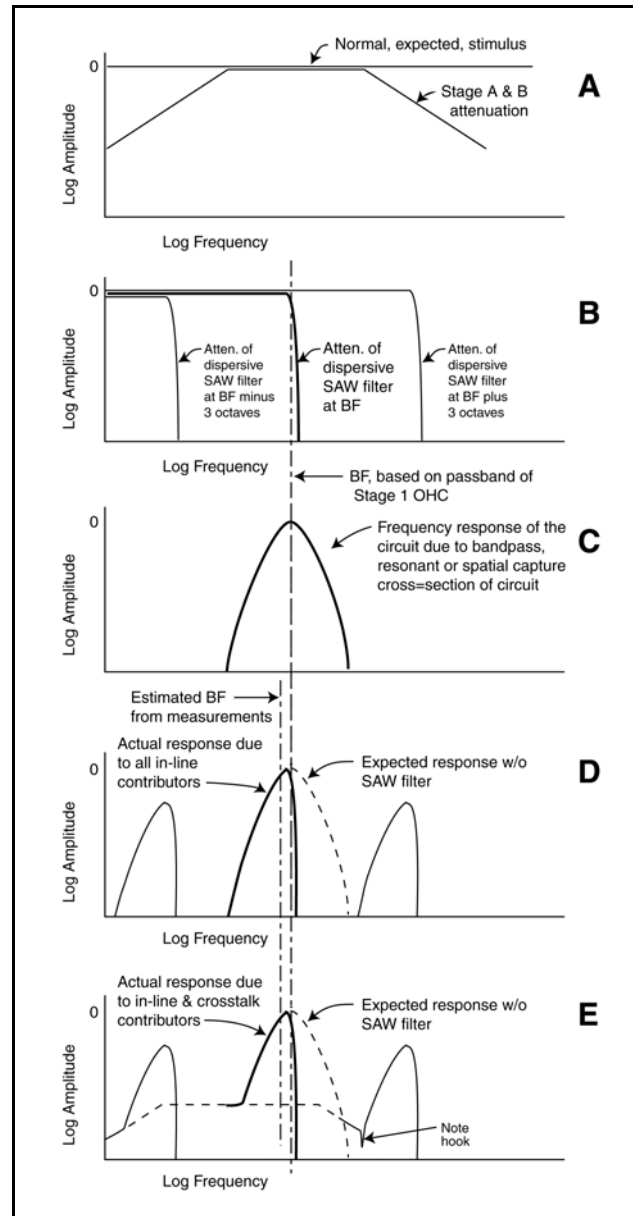 Normal, expected, stimulus
0
A
Stage A & B
attenuation
Log Amplitude
Log Frequency
0
B
Atten. of
dispersive
SAW filter
at BF minus
3 octaves
Atten. of
dispersive
SAW filter
at BF
Atten. of
dispersive
SAW filter
at BF plus
3 octaves
Log Amplitude
Log Frequency
BF, based on passband of
Stage 1 OHC
0
C
Frequency response of the
circuit due to bandpass,
resonant or spatial capture
cross=section of circuit
Log Amplitude
Estimated BF
from measurements
Actual response due
to all in-line
contributors
0
Expected response w/o
SAW filter
D
Log Amplitude
Log Frequency
Actual response due
to in-line & crosstalk
contributors
0
Expected response w/o
SAW filter
E
Log Amplitude
Note
hook
Log Frequency